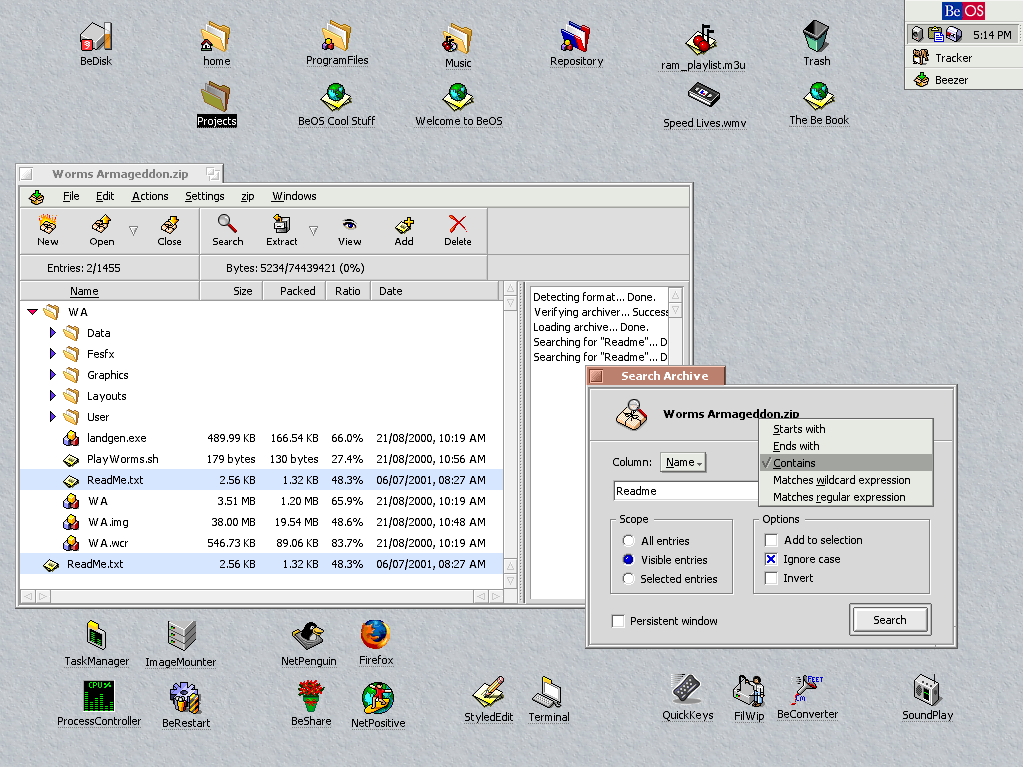 Be OS
5:14 PM
Tracker
Beezer
BeDisk
home
ProgramFiles
Music
Repository
ram_playlist.m3u
Trash
Projects
BeOS Cool Stuff
Welcome to BeOS
Speed Lives.wmv
The Be Book
Worms Armageddon.zip
File Edit Actions Settings zip Windows
New Open Close Search Extract View Add Delete
Entries: 2/1455 Bytes: 5234/74439421 (0%)
Name Size Packed Ratio Date
WA
Data
Fesfx
Graphics
Layouts
User
landgen.exe 489.99 KB 166.54 KB 66.0% 21/08/2000, 10:19 AM
PlayWorms.sh 179 bytes 130 bytes 27.4% 21/08/2000, 10:56 AM
ReadMe.txt 2.56 KB 1.32 KB 48.3% 06/07/2001, 08:27 AM
WA 3.51 MB 1.20 MB 65.9% 21/08/2000, 10:19 AM
WA.img 38.00 MB 19.54 MB 48.6% 21/08/2000, 10:48 AM
WA.wcr 546.73 KB 89.06 KB 83.7% 21/08/2000, 10:19 AM
ReadMe.txt 2.56 KB 1.32 KB 48.3% 06/07/2001, 08:27 AM
Detecting format... Done.
Verifying archiver... Succes
Loading archive... Done.
Searching for "Readme"... D
Searching for "Readme"... D
Search Archive
Worms Armageddon.zip
Column: Name
Starts with
Ends with
Contains
Matches wildcard expression
Matches regular expression
Readme
Scope
All entries
Visible entries
Selected entries
Options
Add to selection
Ignore case
Invert
Persistent window
Search
TaskManager
ImageMounter
NetPenguin
Firefox
CPU
ProcessController
BeRestart
BeShare
NetPositive
StyledEdit
Terminal
QuickKeys
FilWip
FEET
BeConverter
SoundPlay